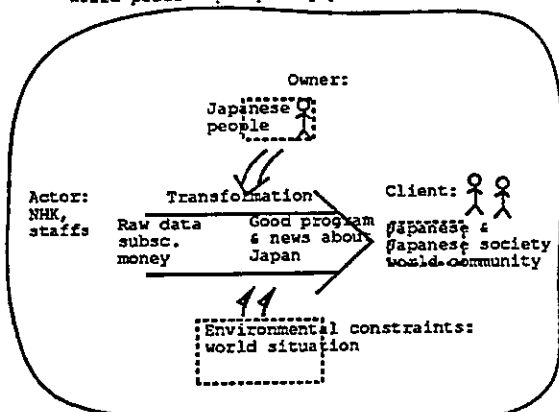 Owner:
Japanese
people
Actor:
NHK,
staffs
Transformation
Raw data
subsc.
money
Good program
& news about
Japan
Client:
Japanese &
Japanese society
world community
Environmental constraints:
world situation